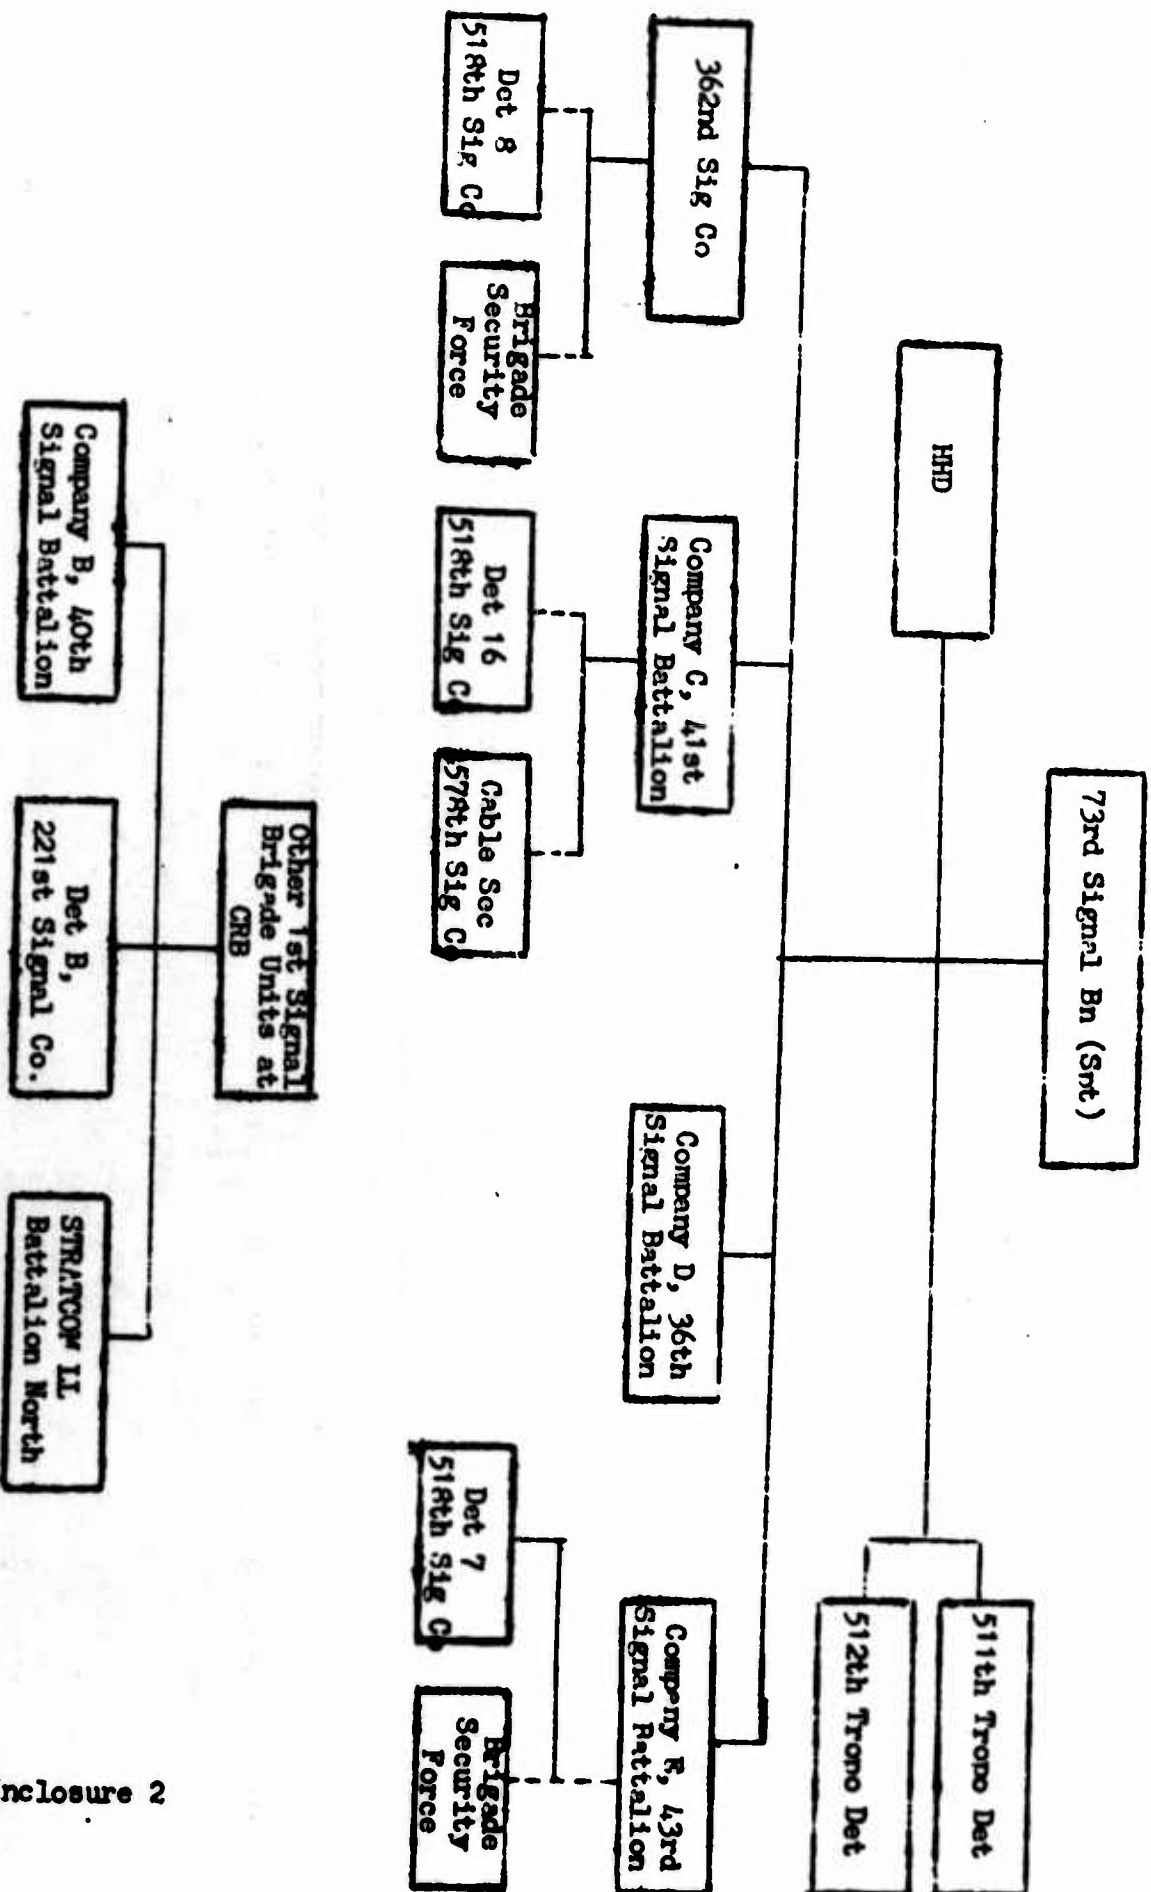 73rd Signal Bn (Spt)
HHD
511th Tropo Det
512th Tropo Det
362nd Sig Co
Company C, 41st
Signal Battalion
Company D, 36th
Signal Battalion
Company E, 43rd
Signal Battalion
Det 8
518th Sig Co
Brigade
Security
Force
Det 16
518th Sig Co
Cable Sec
578th Sig Co
Det 7
518th Sig Co
Brigade
Security
Force
Other 1st Signal
Brigade Units at
CRB
Company B, 40th
Signal Battalion
Det B,
221st Signal Co.
STRATCOM LL
Battalion North
nclosure 2